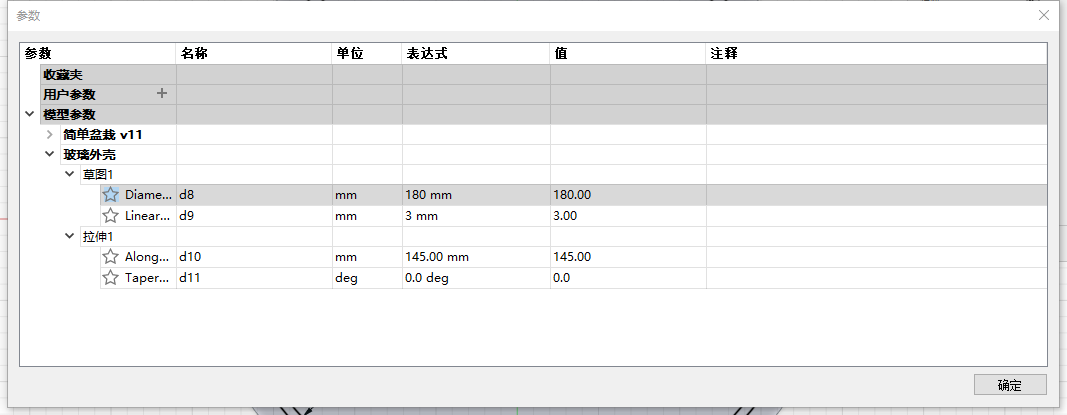 参数
参数 名称 单位 表达式 值 注释
收藏夹
用户参数 +
模型参数
简单盆栽 v11
玻璃外壳
草图1
Diame... d8 mm 180 mm 180.00
Linear... d9 mm 3 mm 3.00
拉伸1
Along... d10 mm 145.00 mm 145.00
Taper... d11 deg 0.0 deg 0.0
确定